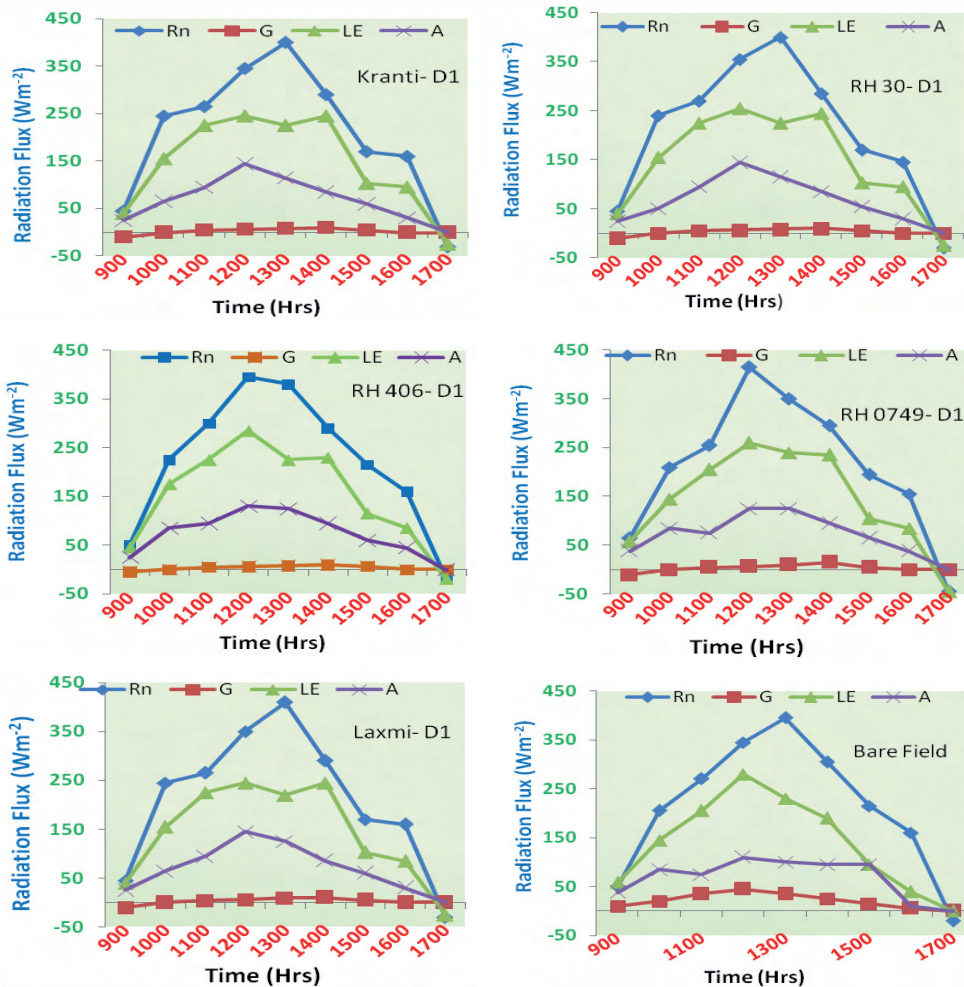 Radiation Flux (Wm-2)
450
350
250
150
50
-50
Rn G LE A
Kranti- D1
900 1000 1100 1200 1300 1400 1500 1600 1700
Time (Hrs)
Radiation Flux (Wm-2)
450
350
250
150
50
-50
Rn G LE A
RH 30- D1
900 1000 1100 1200 1300 1400 1500 1600 1700
Time (Hrs)
Radiation Flux (Wm-2)
450
350
250
150
50
-50
Rn G LE A
RH 406- D1
900 1000 1100 1200 1300 1400 1500 1600 1700
Time (Hrs)
Radiation Flux (Wm-2)
450
350
250
150
50
-50
Rn G LE A
RH 0749- D1
900 1000 1100 1200 1300 1400 1500 1600 1700
Time (Hrs)
Radiation Flux (Wm-2)
450
350
250
150
50
-50
Rn G LE A
Laxmi- D1
900 1000 1100 1200 1300 1400 1500 1600 1700
Time (Hrs)
Radiation Flux (Wm-2)
450
350
250
150
50
-50
Rn G LE A
Bare Field
900 1000 1100 1200 1300 1400 1500 1600 1700
Time (Hrs)